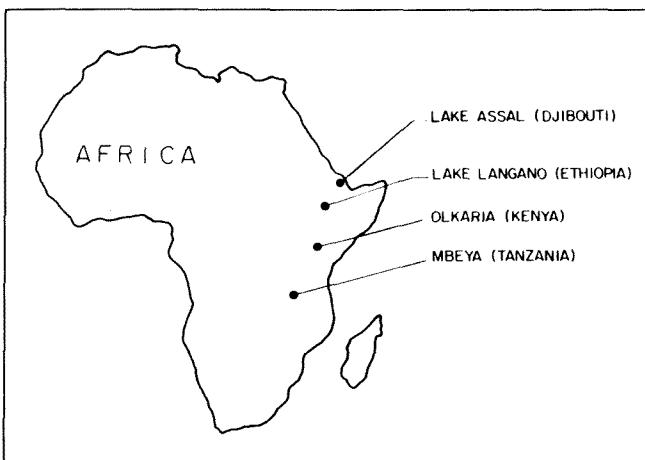 AFRICA
LAKE ASSAL (DJIBOUTI)
LAKE LANGANO (ETHIOPIA)
OLKARIA (KENYA)
MBEYA (TANZANIA)